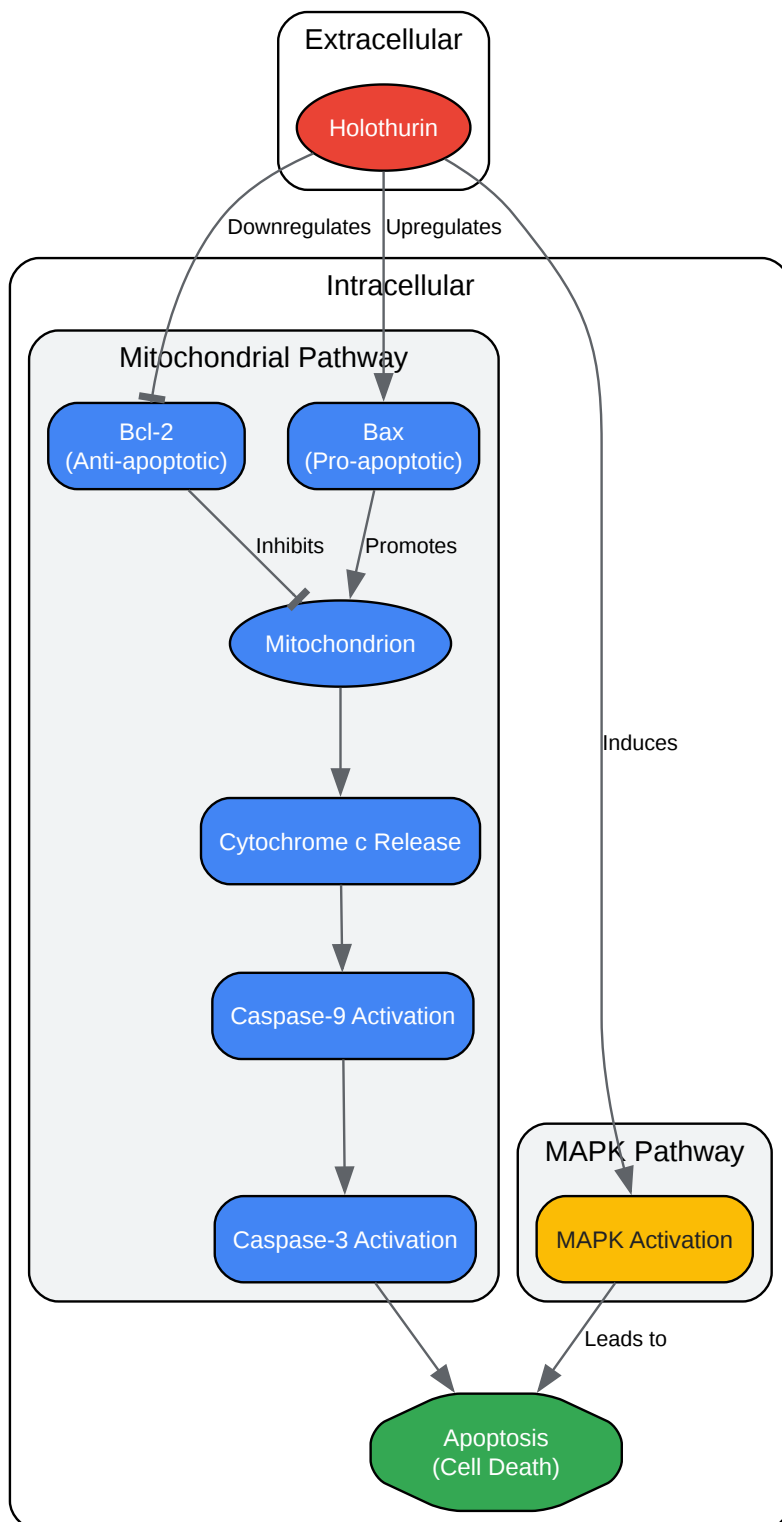 Extracellular
Holothurin
Downregulates
Upregulates
Intracellular
Mitochondrial Pathway
Bcl-2
(Anti-apoptotic)
Bax
(Pro-apoptotic)
Inhibits
Promotes
Mitochondrion
Induces
Cytochrome c Release
Caspase-9 Activation
MAPK Pathway
Caspase-3 Activation
MAPK Activation
Leads to
Apoptosis
(Cell Death)